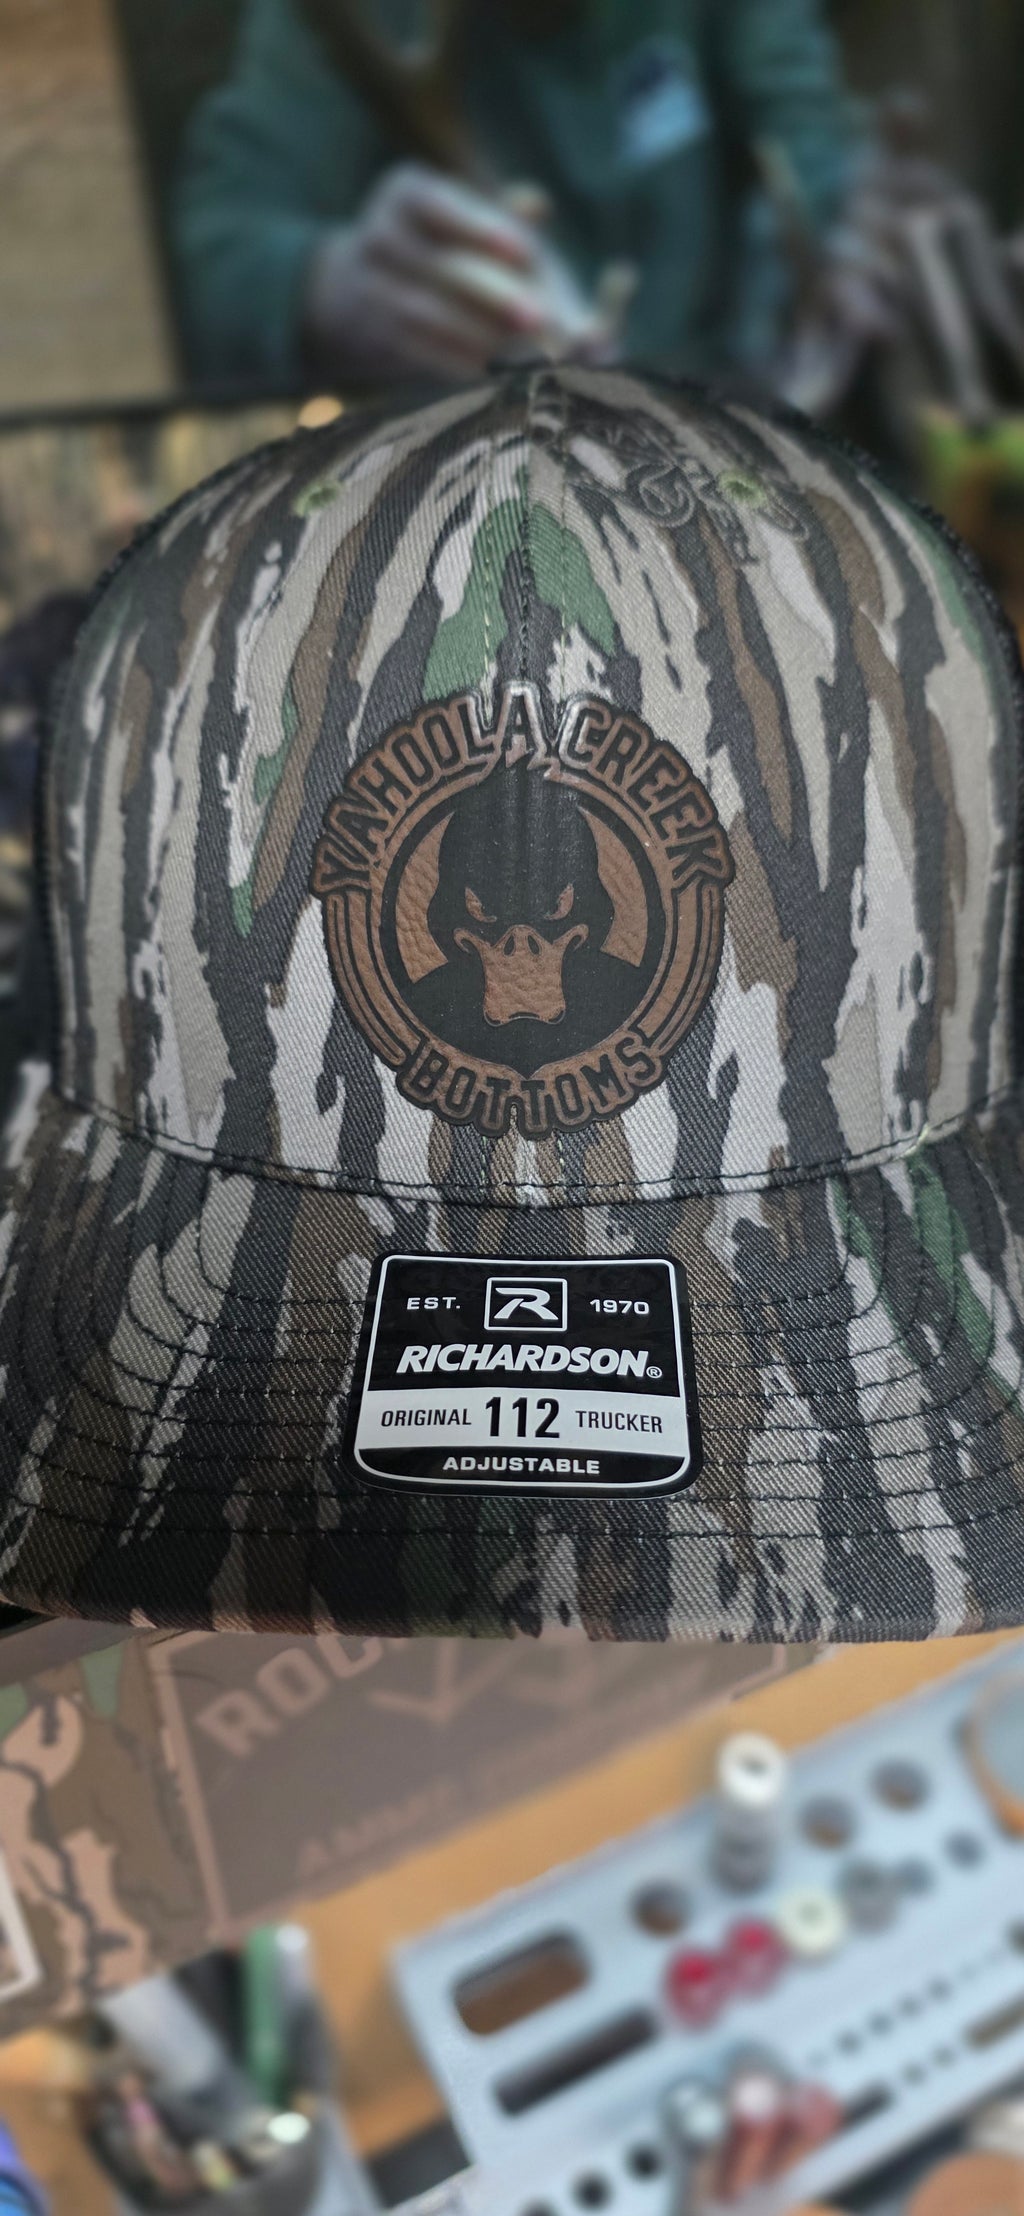 YAHOOLA CREEK
BOTTOMS
EST. R 1970
RICHARDSON®
ORIGINAL 112 TRUCKER
ADJUSTABLE